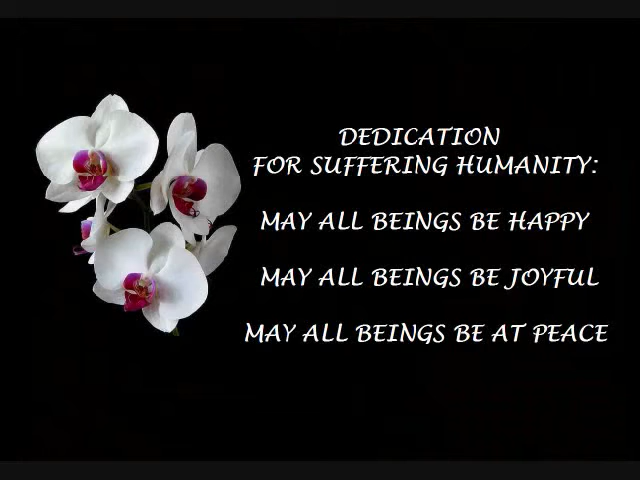 DEDICATION
FOR SUFFERING HUMANITY:
MAY ALL BEINGS BE HAPPY
MAY ALL BEINGS BE JOYFUL
MAY ALL BEINGS BE AT PEACE